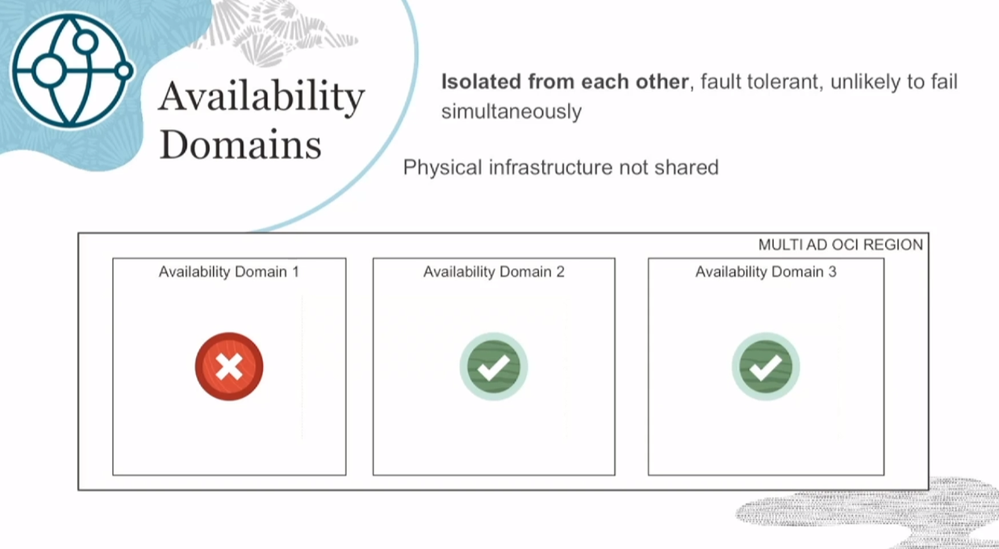 Availability
Domains
Isolated from each other, fault tolerant, unlikely to fail
simultaneously
Physical infrastructure not shared
MULTI AD OCI REGION
Availability Domain 1
Availability Domain 2
Availability Domain 3